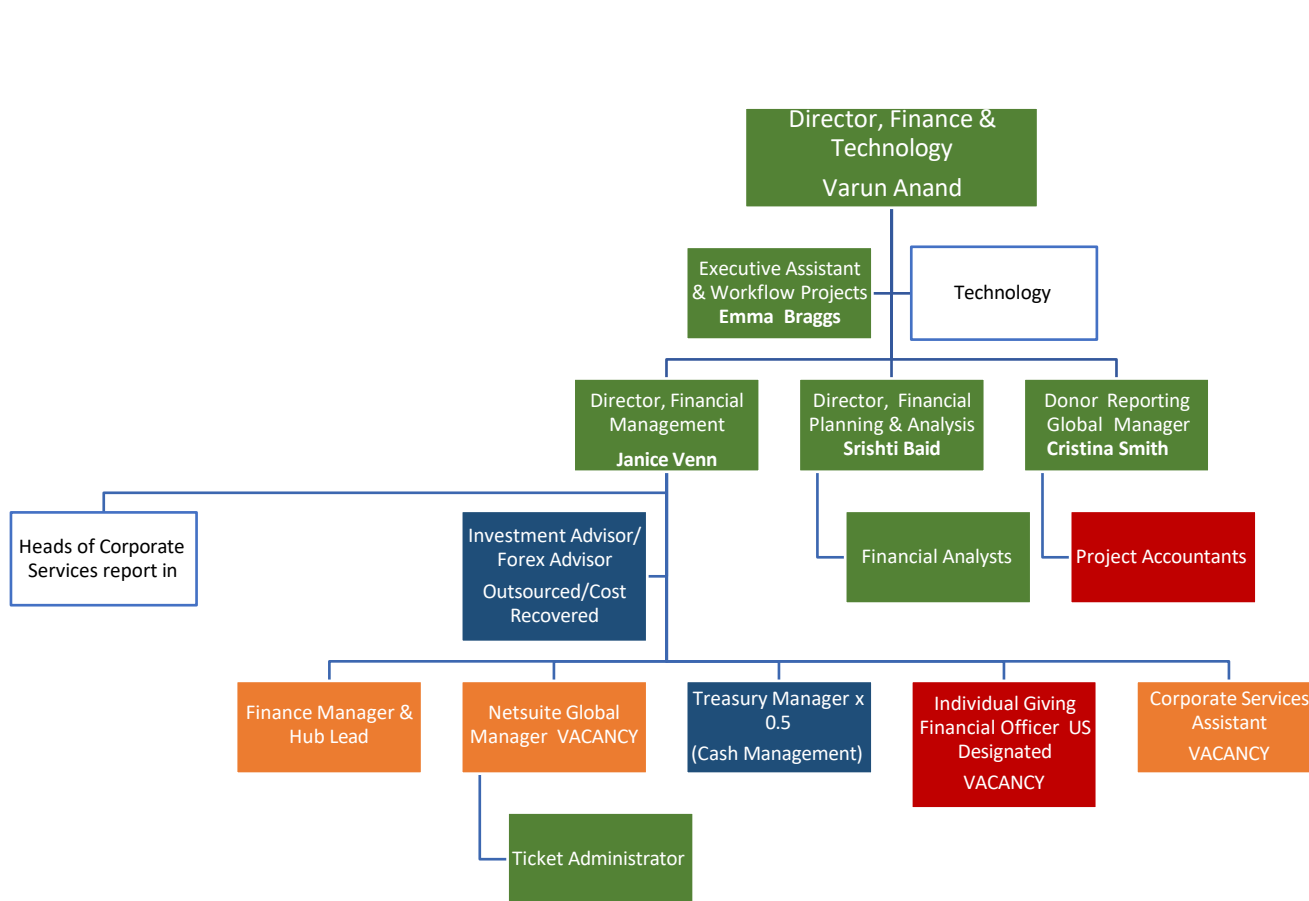 Director, Finance &
Technology
Varun Anand
Executive Assistant
& Workflow Projects
Emma Braggs
Technology
Director, Financial
Management
Janice Venn
Director, Financial
Planning & Analysis
Srishti Baid
Donor Reporting
Global Manager
Cristina Smith
Heads of Corporate
Services report in
Investment Advisor/
Forex Advisor
Outsourced/Cost
Recovered
Financial Analysts
Project Accountants
Finance Manager &
Hub Lead
Netsuite Global
Manager VACANCY
Treasury Manager x
0.5
(Cash Management)
Individual Giving
Financial Officer US
Designated
VACANCY
Corporate Services
Assistant
VACANCY
Ticket Administrator